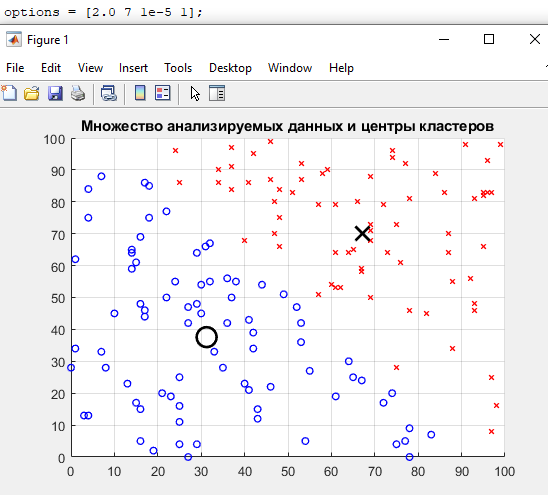 options = [2.0 7 1e-5 1];
Figure 1
File Edit View Insert Tools Desktop Window Help
Множество анализируемых данных и центры кластеров
100
90
80
70
60
50
40
30
20
10
0
0 10 20 30 40 50 60 70 80 90 100